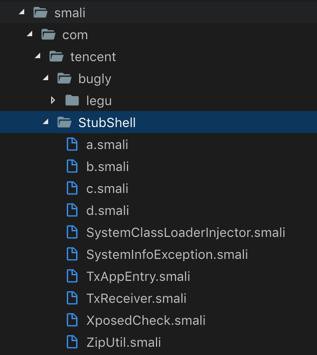 smali
com
tencent
bugly
legu
StubShell
a.smali
b.smali
c.smali
d.smali
SystemClassLoaderInjector.smali
SystemInfoException.smali
TxAppEntry.smali
TxReceiver.smali
XposedCheck.smali
ZipUtil.smali